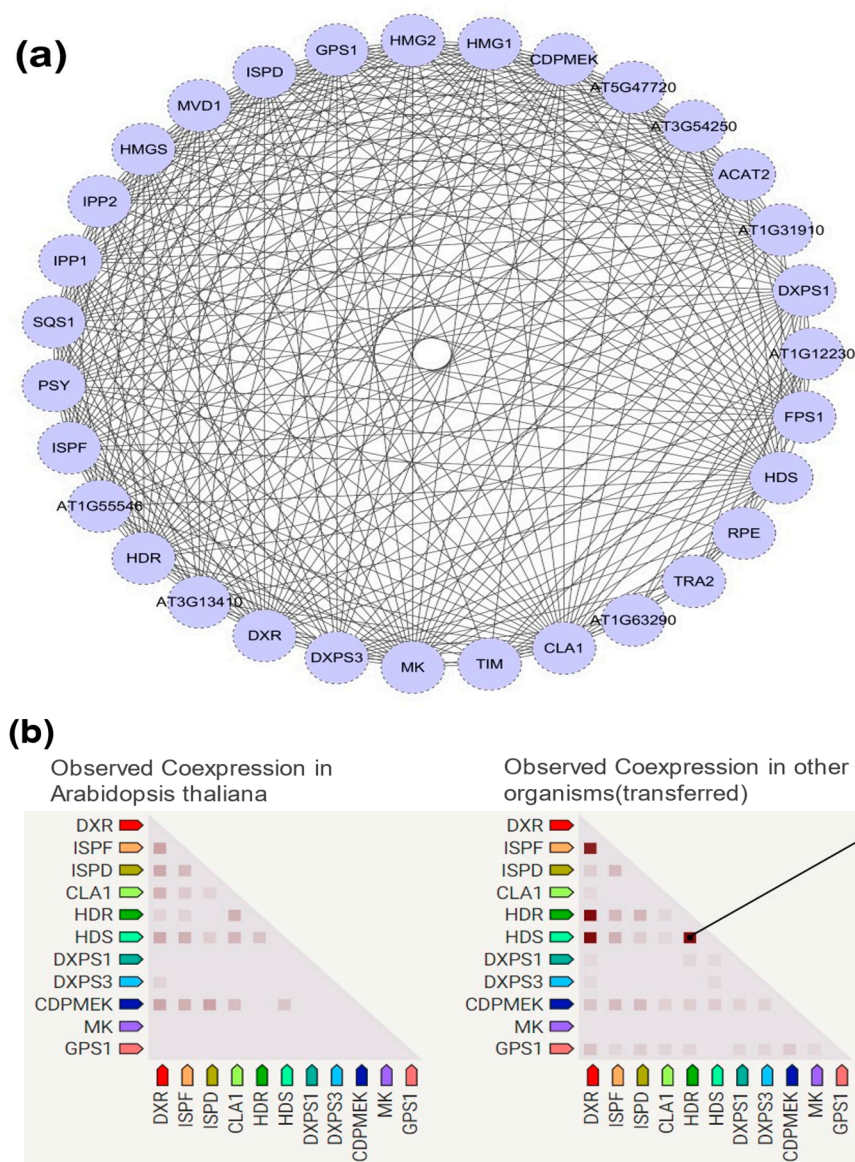 (a)
HMG2
HMG1
GPS1
CDPMEK
ISPD
AT5G47720
MVD1
AT3G54250
HMGS
ACAT2
IPP2
AT1G31910
IPP1
DXPS1
SQS1
AT1G12230
PSY
FPS1
ISPF
HDS
AT1G55546
RPE
HDR
TRA2
AT3G13410
AT1G63290
DXR
CLA1
DXPS3
MK
TIM
(b)
Observed Coexpression in
Arabidopsis thaliana
DXR
ISPF
ISPD
CLA1
HDR
HDS
DXPS1
DXPS3
CDPMEK
MK
GPS1
DXR
ISPF
ISPD
CLA1
HDR
HDS
DXPS1
DXPS3
CDPMEK
MK
GPS1
Observed Coexpression in other
organisms(transferred)
DXR
ISPF
ISPD
CLA1
HDR
HDS
DXPS1
DXPS3
CDPMEK
MK
GPS1
DXR
ISPF
ISPD
CLA1
HDR
HDS
DXPS1
DXPS3
CDPMEK
MK
GPS1